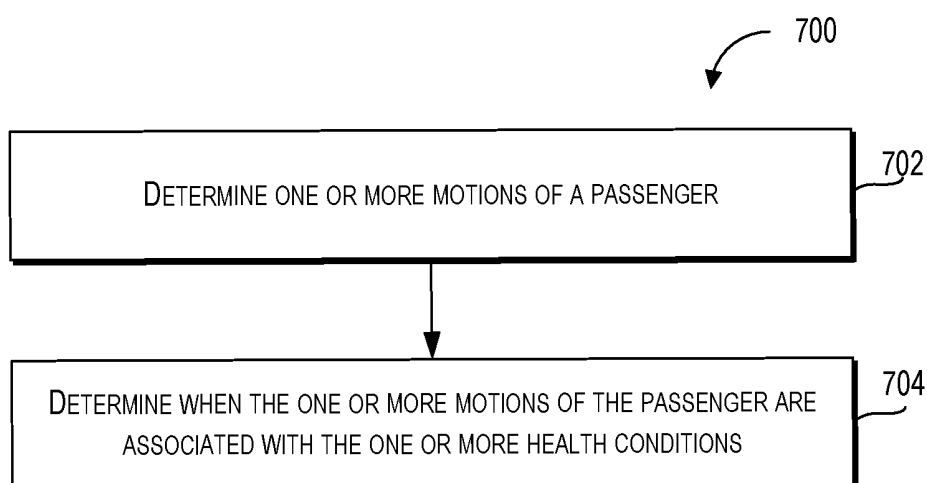 700
DETERMINE ONE OR MORE MOTIONS OF A PASSENGER
702
DETERMINE WHEN THE ONE OR MORE MOTIONS OF THE PASSENGER ARE
ASSOCIATED WITH THE ONE OR MORE HEALTH CONDITIONS
704